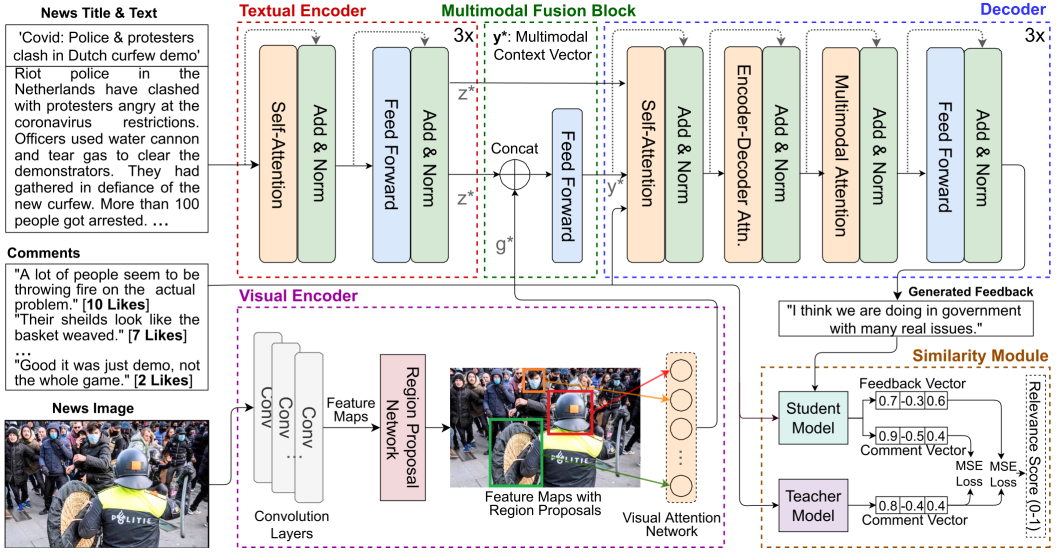 News Title & Text
'Covid: Police & protesters
clash in Dutch curfew demo'
Riot police in the
Netherlands have clashed
with protesters angry at the
coronavirus restrictions.
Officers used water cannon
and tear gas to clear the
demonstrators. They had
gathered in defiance of the
new curfew. More than 100
people got arrested. ...
Comments
"A lot of people seem to be
throwing fire on the actual
problem." [10 Likes]
"Their sheilds look like the
basket weaved." [7 Likes]
...
"Good it was just demo, not
the whole game." [2 Likes]
News Image
POLITIE
Textual Encoder
3x
Self-Attention
Add & Norm
Feed Forward
Add & Norm
z*
z*
Multimodal Fusion Block
y*: Multimodal
Context Vector
Concat
Feed Forward
g*
y*
Decoder
3x
Self-Attention
Add & Norm
Encoder-Decoder Attn.
Add & Norm
Multimodal Attention
Add & Norm
Feed Forward
Add & Norm
Visual Encoder
Conv
Conv
Conv
...
Convolution
Layers
Feature
Maps
Region Proposal
Network
POLITIE
Feature Maps with
Region Proposals
...
Visual Attention
Network
Generated Feedback
"I think we are doing in government
with many real issues."
Similarity Module
Student
Model
Feedback Vector
0.7 -0.3 0.6
0.9 -0.5 0.4
Comment Vector
Teacher
Model
0.8 -0.4 0.4
Comment Vector
MSE
Loss
MSE
Loss
Relevance Score (0-1)